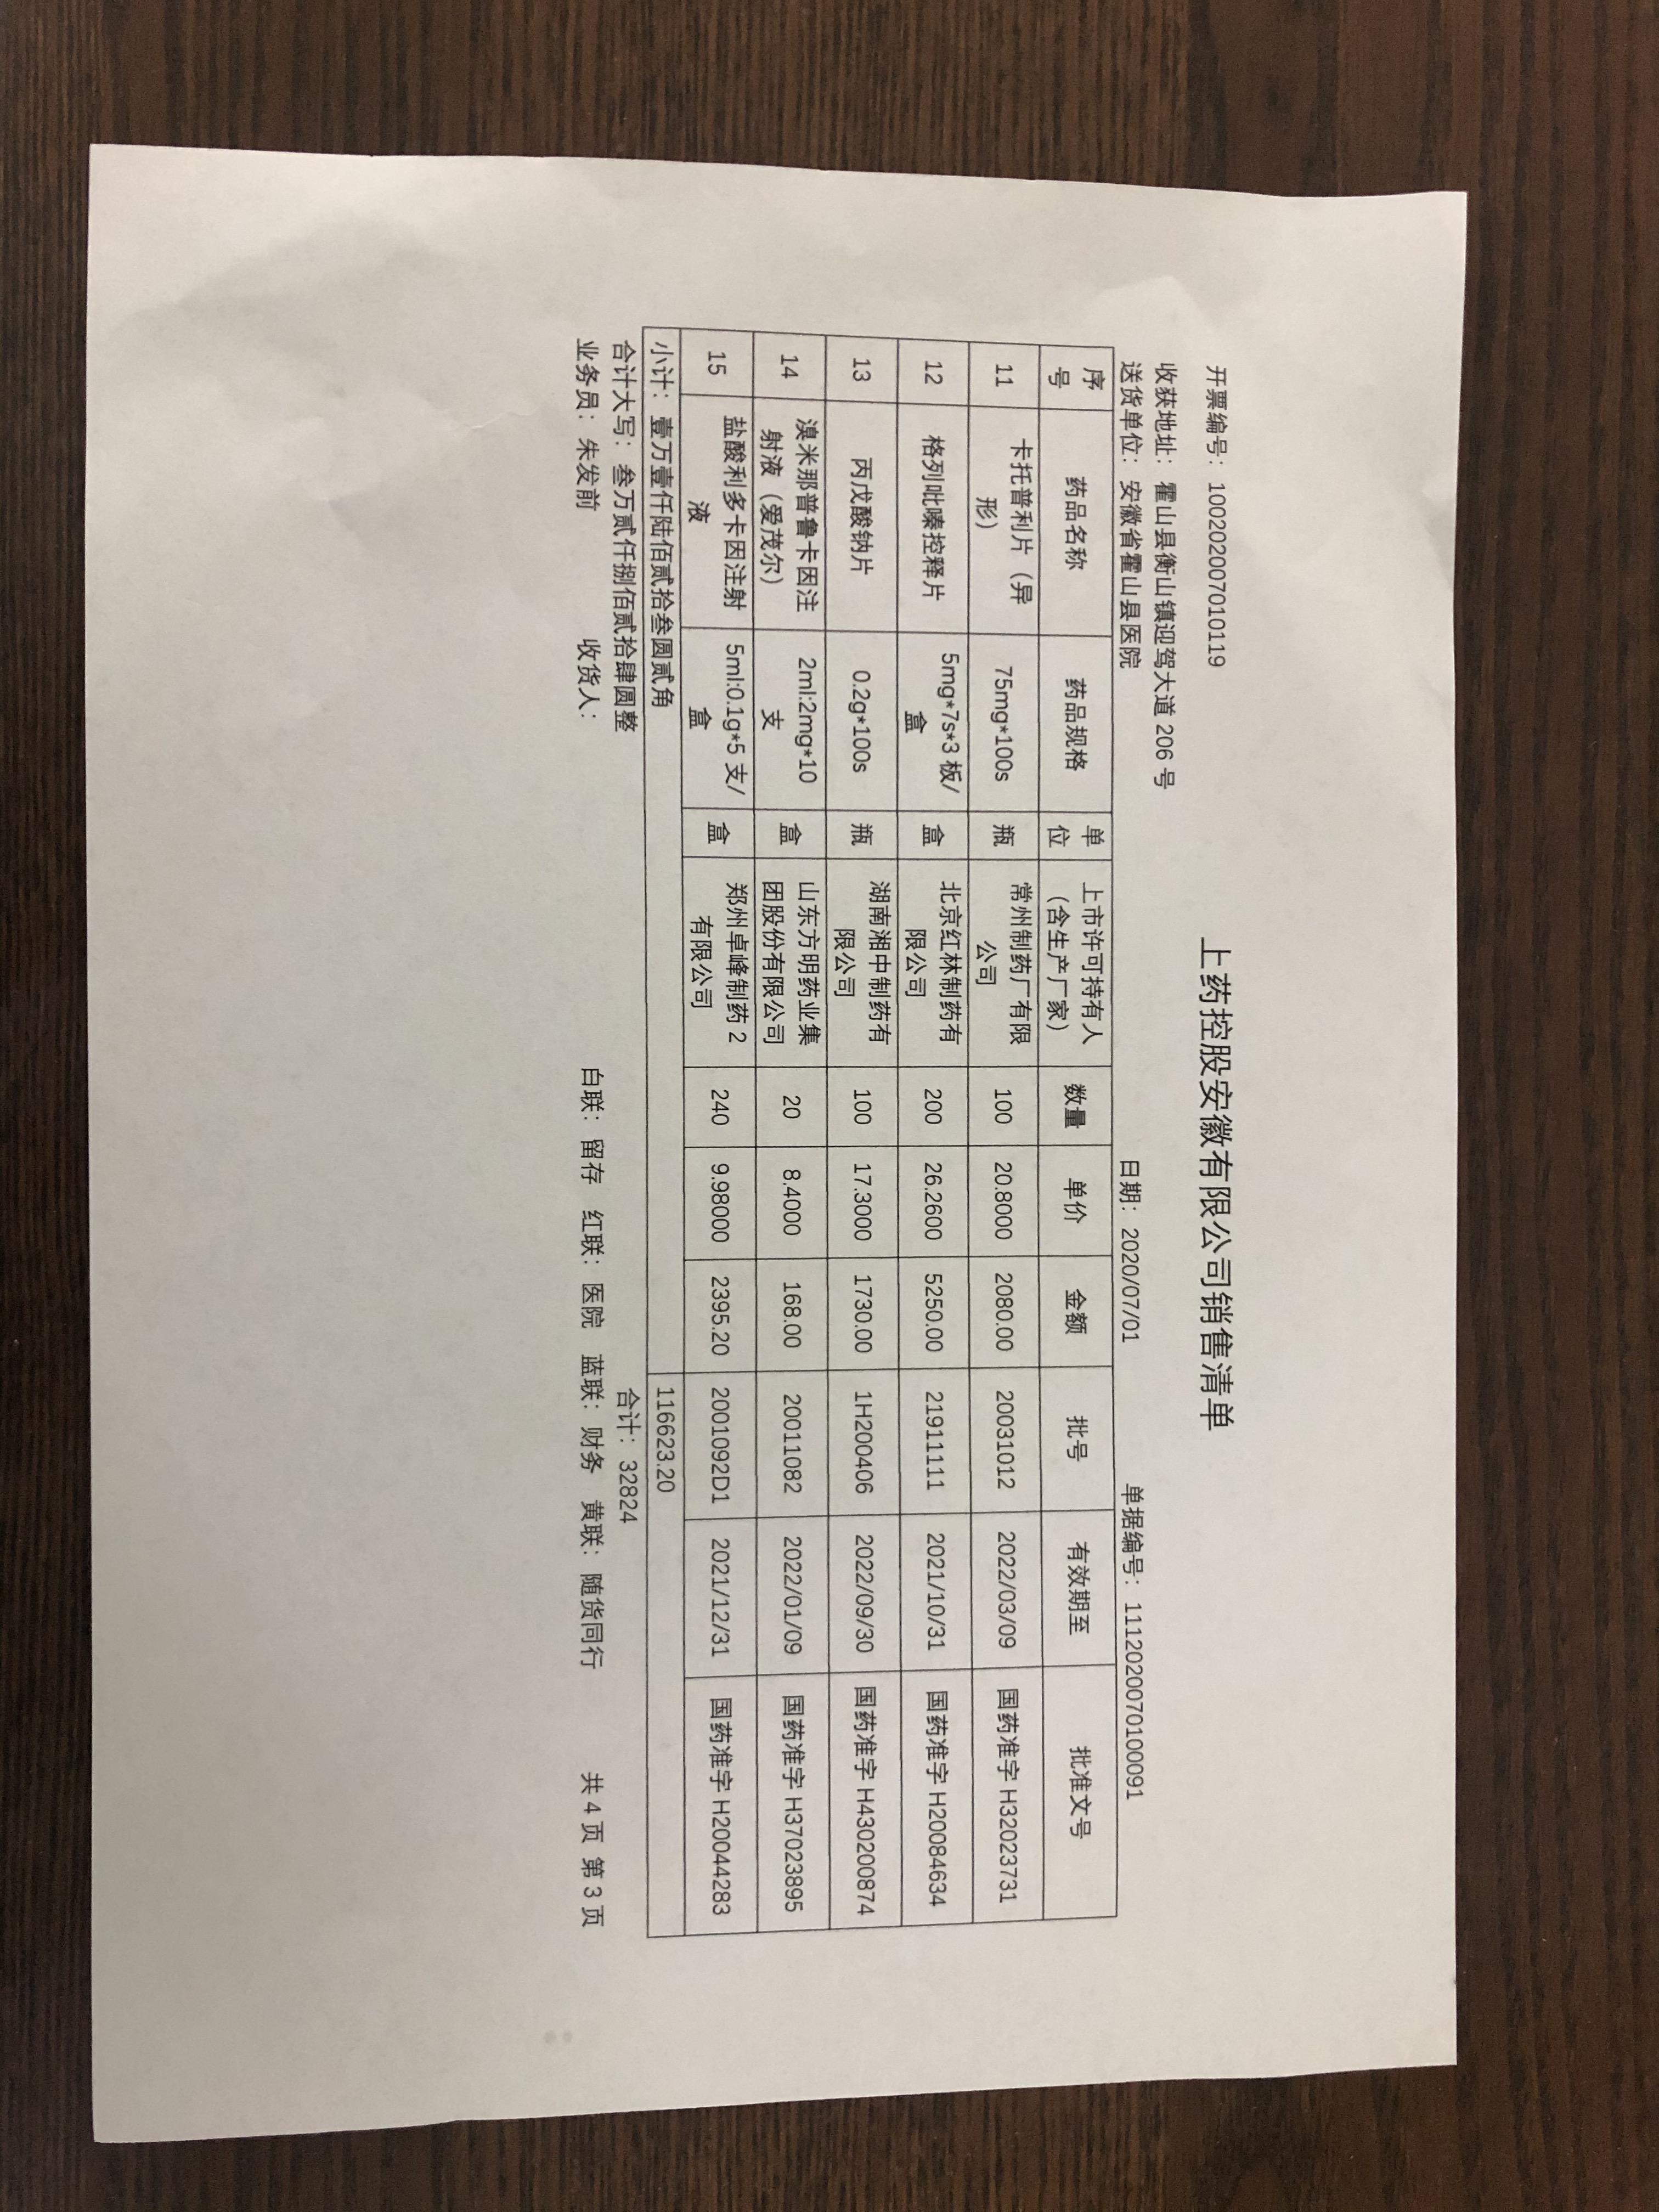 上药控股安徽有限公司销售清单
开票编号：100202007010119
收获地址：霍山县衡山镇迎驾大道 206 号
送货单位：安徽省霍山县医院 日期：2020/07/01 单据编号：11120200701000​91
序号 药品名称 药品规格 单位 上市许可持有人（含生产厂家） 数量 单价 金额 批号 有效期至 批准文号
11 卡托普利片（异形） 75mg*100s 瓶 常州制药厂有限公司 100 20.8000 2080.00 20031012 2022/03/09 国药准字 H32023731
12 格列吡嗪控释片 5mg*7s*3 板/盒 盒 北京红林制药有限公司 200 26.2600 5250.00 21911111 2021/10/31 国药准字 H20084634
13 丙戊酸钠片 0.2g*100s 瓶 湖南湘中制药有限公司 100 17.3000 1730.00 1H200406 2022/09/30 国药准字 H430200874
14 溴米那普鲁卡因注射液（爱茂尔） 2ml:2mg*10支 盒 山东方明药业集团股份有限公司 20 8.4000 168.00 20011082 2022/01/09 国药准字 H37023895
15 盐酸利多卡因注射液 5ml:0.1g*5 支/盒 盒 郑州卓峰制药 2有限公司 240 9.98000 2395.20 2001092D1 2021/12/31 国药准字 H20044283
小计：壹万壹仟陆佰贰拾叁圆贰角 116623.20
合计大写：叁万贰仟捌佰贰拾肆圆整 合计：32824
业务员：朱发前 收货人： 白联：留存 红联：医院 蓝联：财务 黄联：随货同行 共 4 页 第 3 页